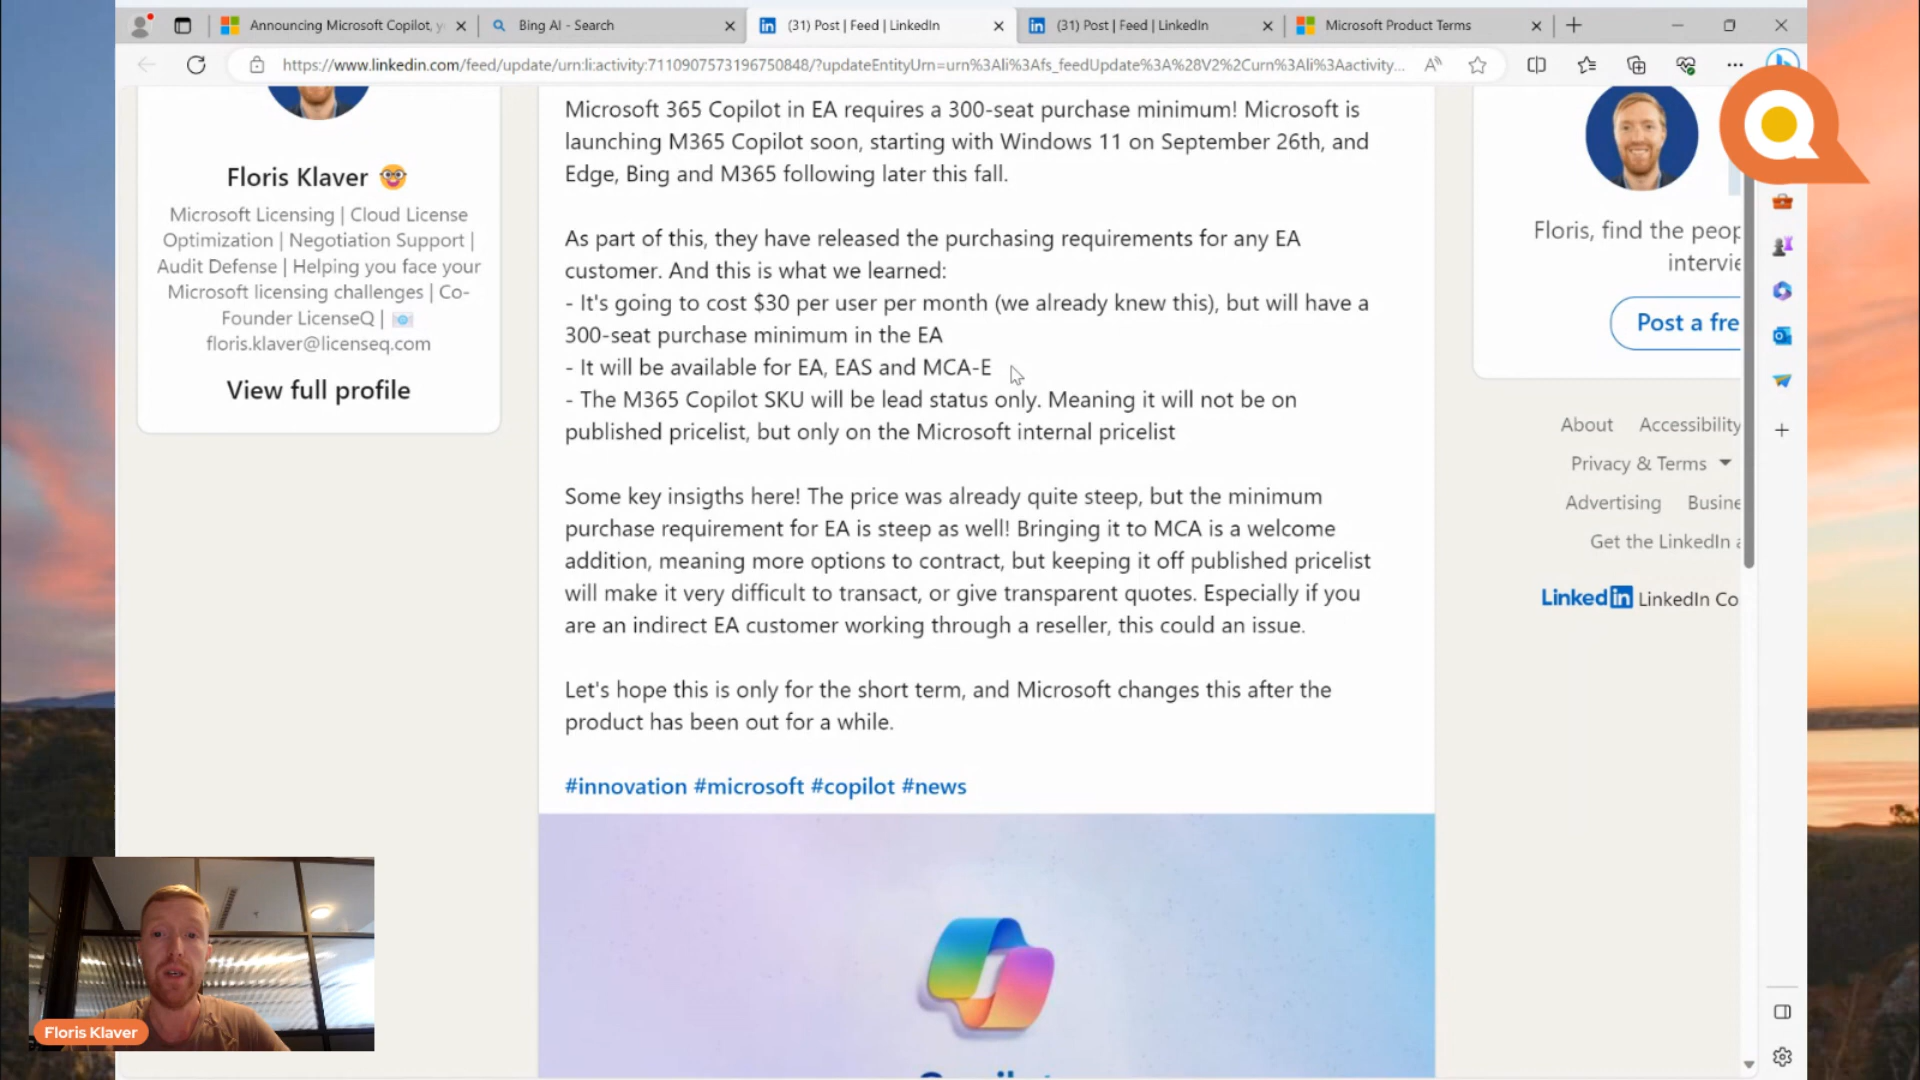 Announcing Microsoft Copilot, y
Bing AI - Search
(31) Post | Feed | LinkedIn
(31) Post | Feed | LinkedIn
Microsoft Product Terms
https://www.linkedin.com/feed/update/urn:li:activity:7110907573196750848/?updateEntityUrn=urn%3Ali%3Afs_feedUpdate%3A%28V2%2Curn%3Ali%3Aactivity...
Floris Klaver
Microsoft Licensing | Cloud License
Optimization | Negotiation Support |
Audit Defense | Helping you face your
Microsoft licensing challenges | Co-
Founder LicenseQ |
floris.klaver@licenseq.com
View full profile
Microsoft 365 Copilot in EA requires a 300-seat purchase minimum! Microsoft is
launching M365 Copilot soon, starting with Windows 11 on September 26th, and
Edge, Bing and M365 following later this fall.
As part of this, they have released the purchasing requirements for any EA
customer. And this is what we learned:
- It's going to cost $30 per user per month (we already knew this), but will have a
300-seat purchase minimum in the EA
- It will be available for EA, EAS and MCA-E
- The M365 Copilot SKU will be lead status only. Meaning it will not be on
published pricelist, but only on the Microsoft internal pricelist
Some key insigths here! The price was already quite steep, but the minimum
purchase requirement for EA is steep as well! Bringing it to MCA is a welcome
addition, meaning more options to contract, but keeping it off published pricelist
will make it very difficult to transact, or give transparent quotes. Especially if you
are an indirect EA customer working through a reseller, this could an issue.
Let's hope this is only for the short term, and Microsoft changes this after the
product has been out for a while.
#innovation #microsoft #copilot #news
Floris, find the peop
intervie
Post a fre
About Accessibility
Privacy & Terms
Advertising Busine
Get the LinkedIn
LinkedIn LinkedIn Co
Floris Klaver